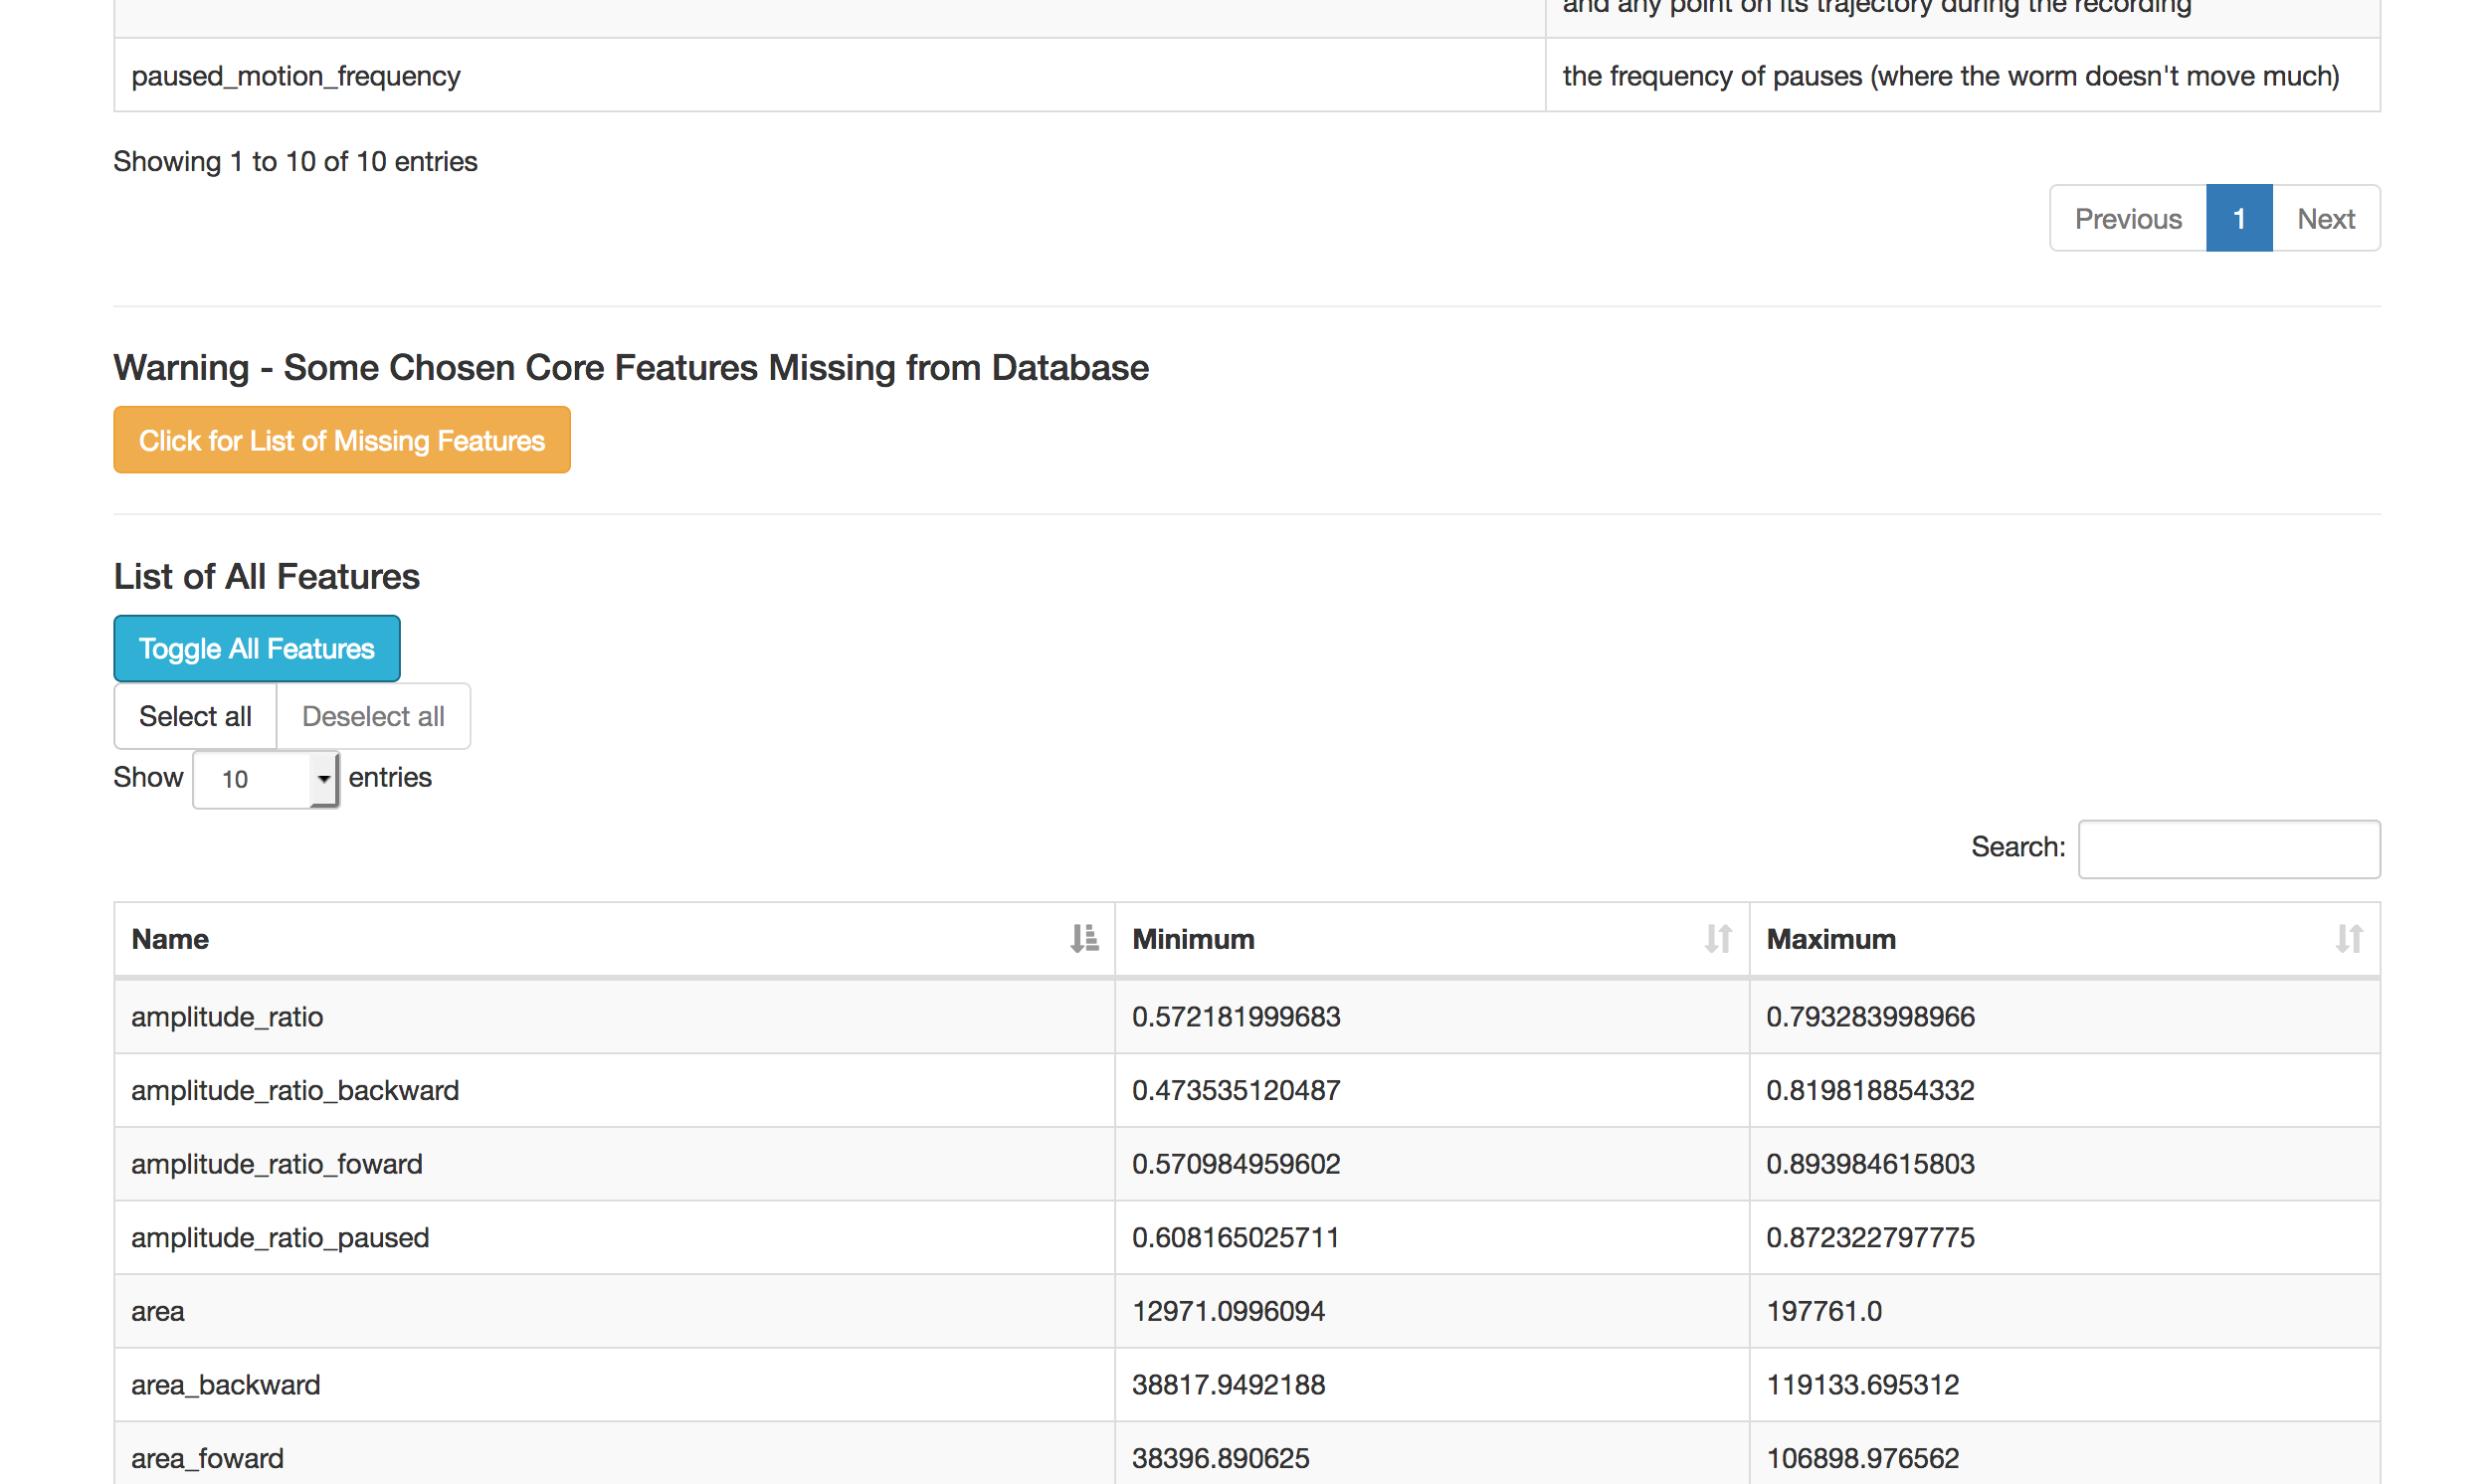 and any point on its trajectory during the recording
paused_motion_frequency the frequency of pauses (where the worm doesn't move much)
Showing 1 to 10 of 10 entries
Previous 1 Next
Warning - Some Chosen Core Features Missing from Database
Click for List of Missing Features
List of All Features
Toggle All Features
Select all Deselect all
Show 10 entries
Search:
Name Minimum Maximum
amplitude_ratio 0.572181999683 0.793283998966
amplitude_ratio_backward 0.473535120487 0.819818854332
amplitude_ratio_foward 0.570984959602 0.893984615803
amplitude_ratio_paused 0.608165025711 0.872322797775
area 12971.0996094 197761.0
area_backward 38817.9492188 119133.695312
area_foward 38396.890625 106898.976562